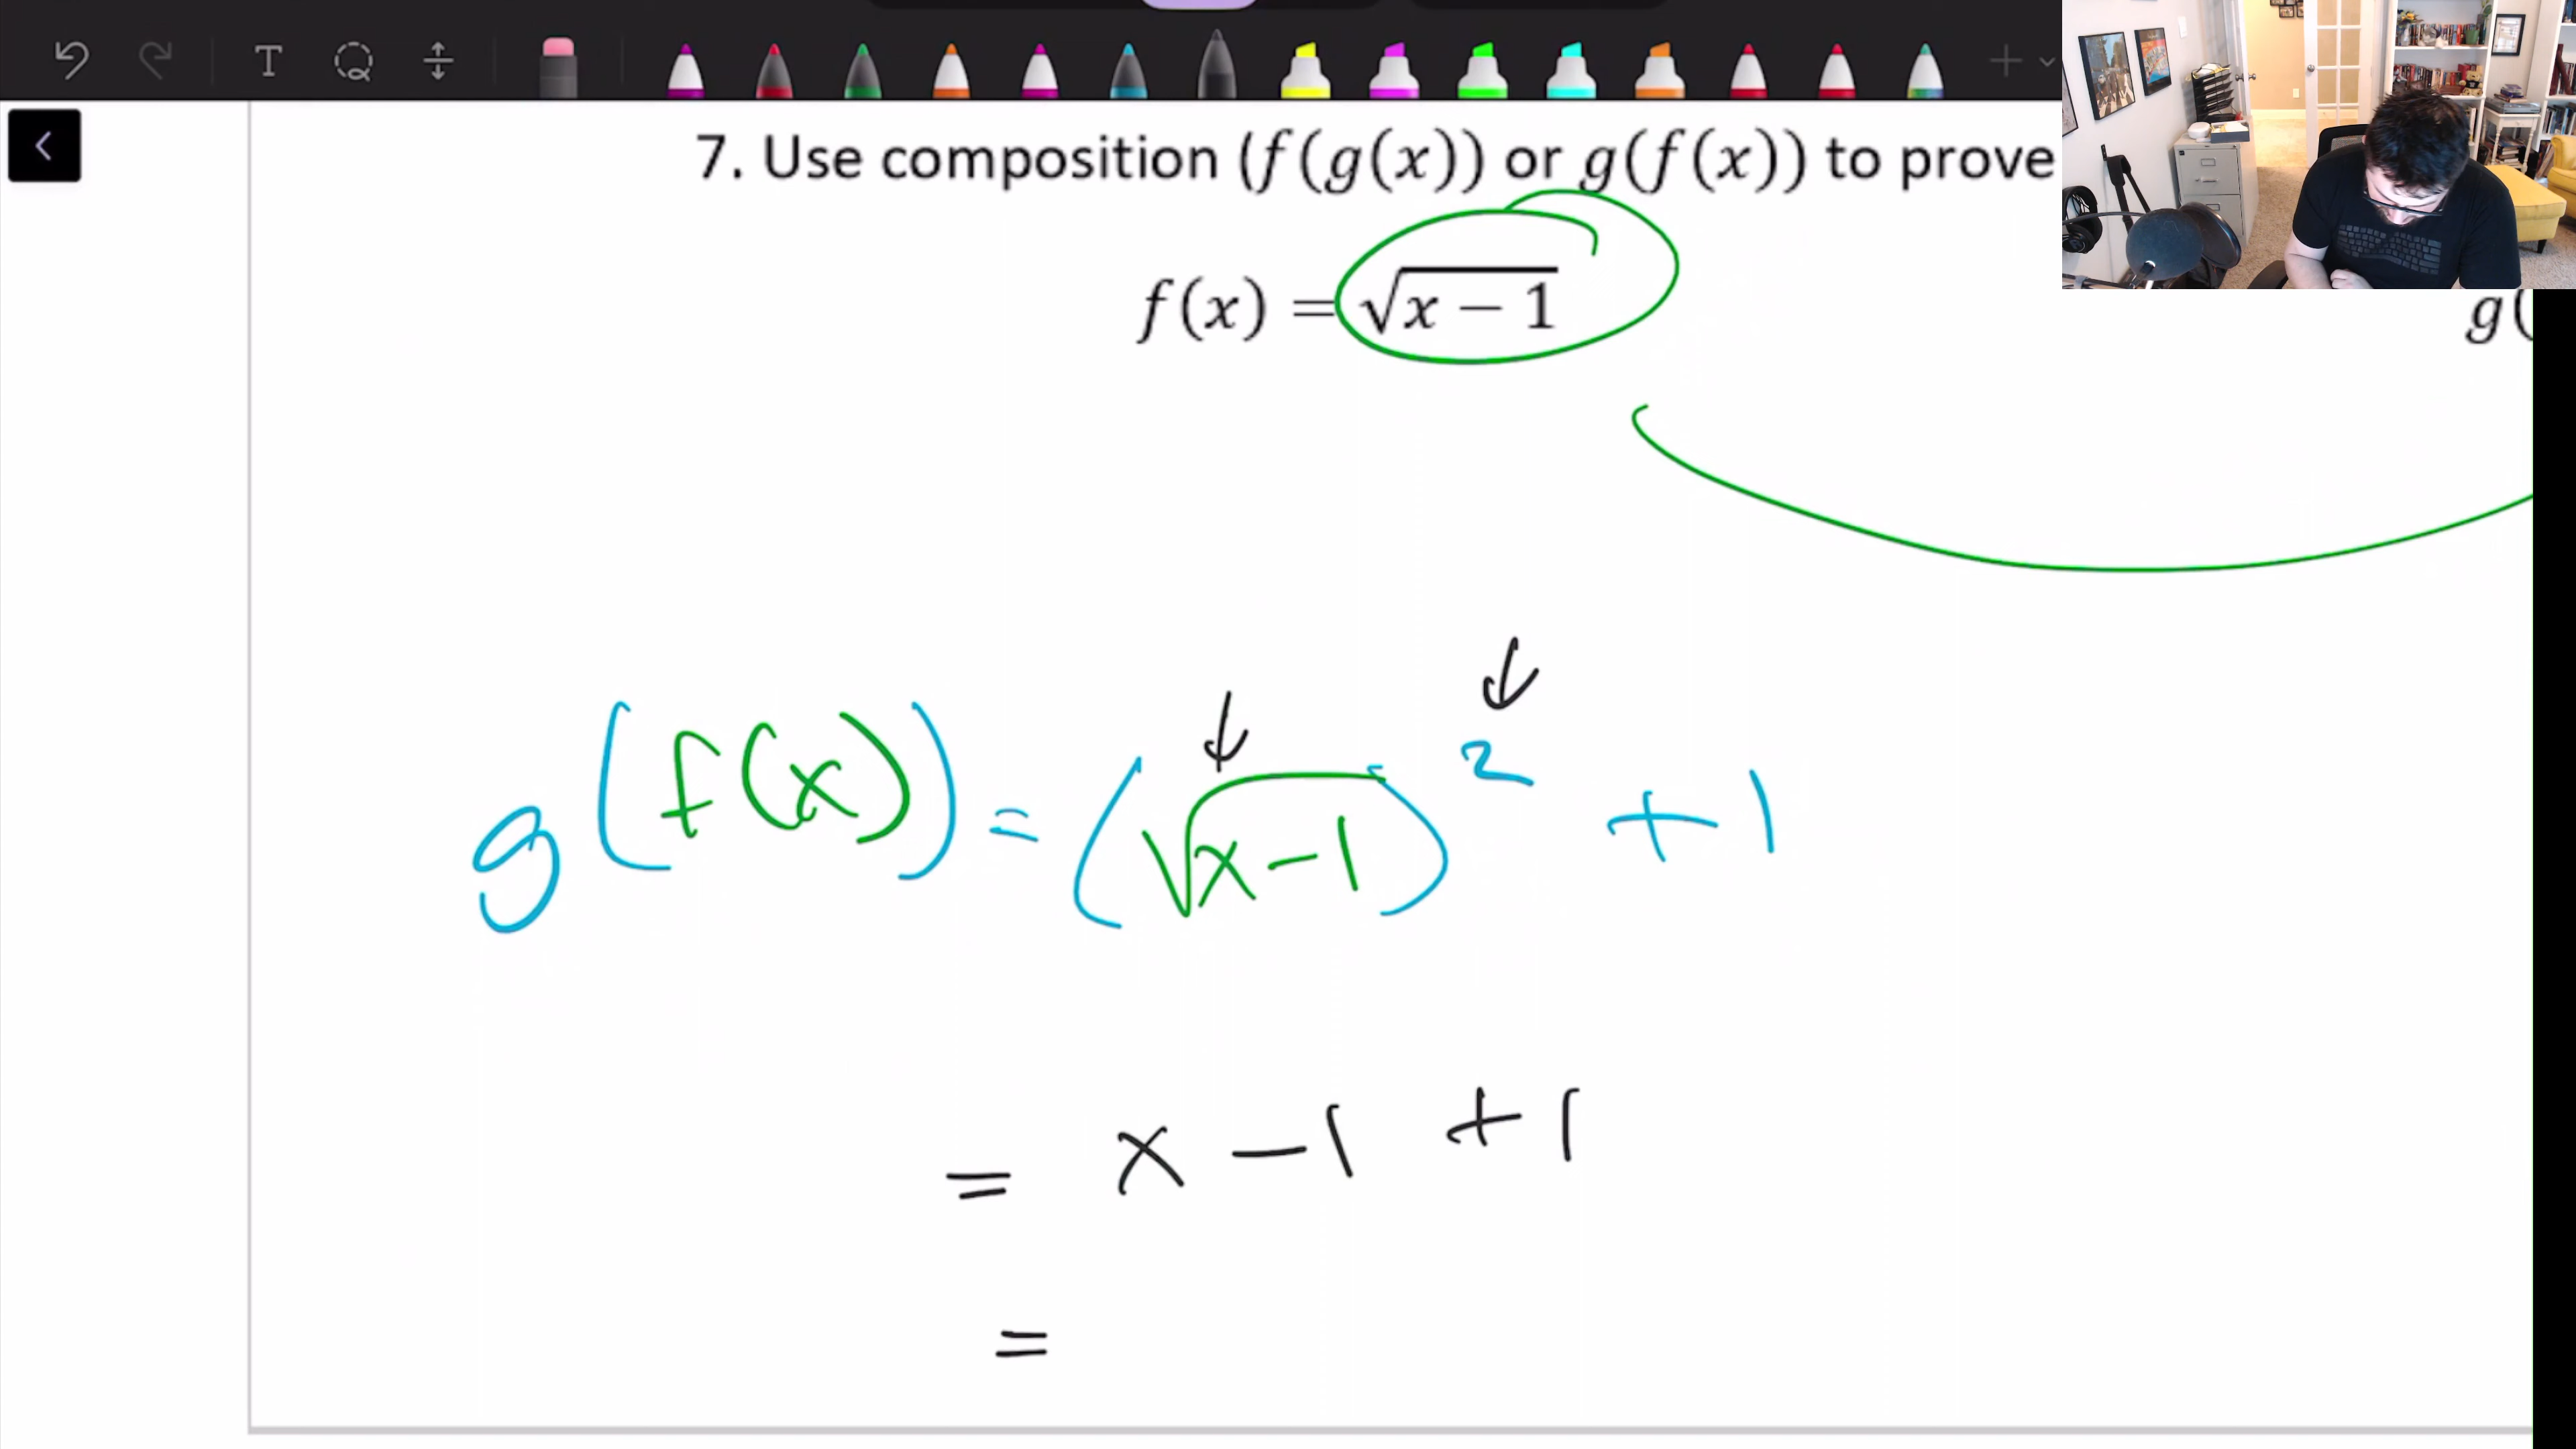 T
7. Use composition (f(g(x)) or g(f(x)) to prove
f(x) = √x − 1
g(
g(f(x)) = (√x−1)² + 1
= x − 1 + 1
=